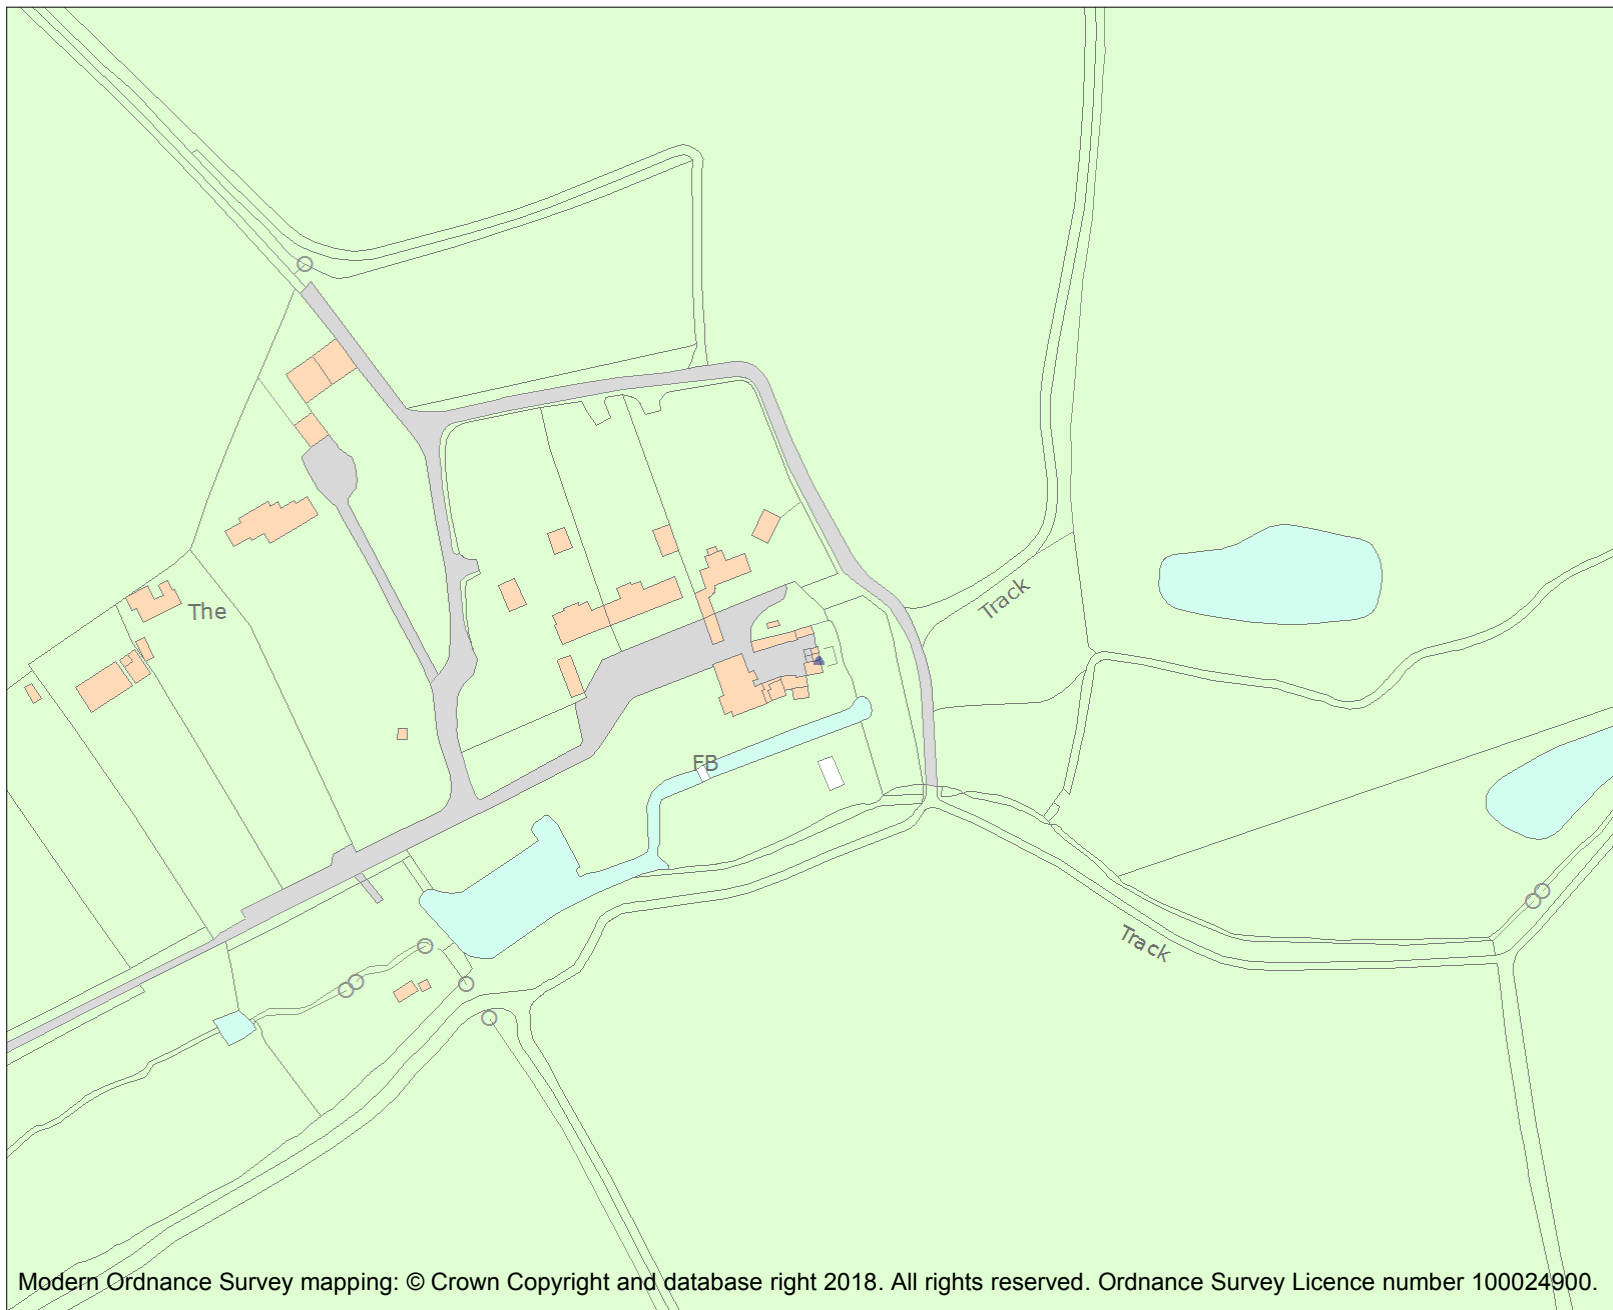 Track
The
FB
Track
Modern Ordnance Survey mapping: © Crown Copyright and database right 2018. All rights reserved. Ordnance Survey Licence number 100024900.